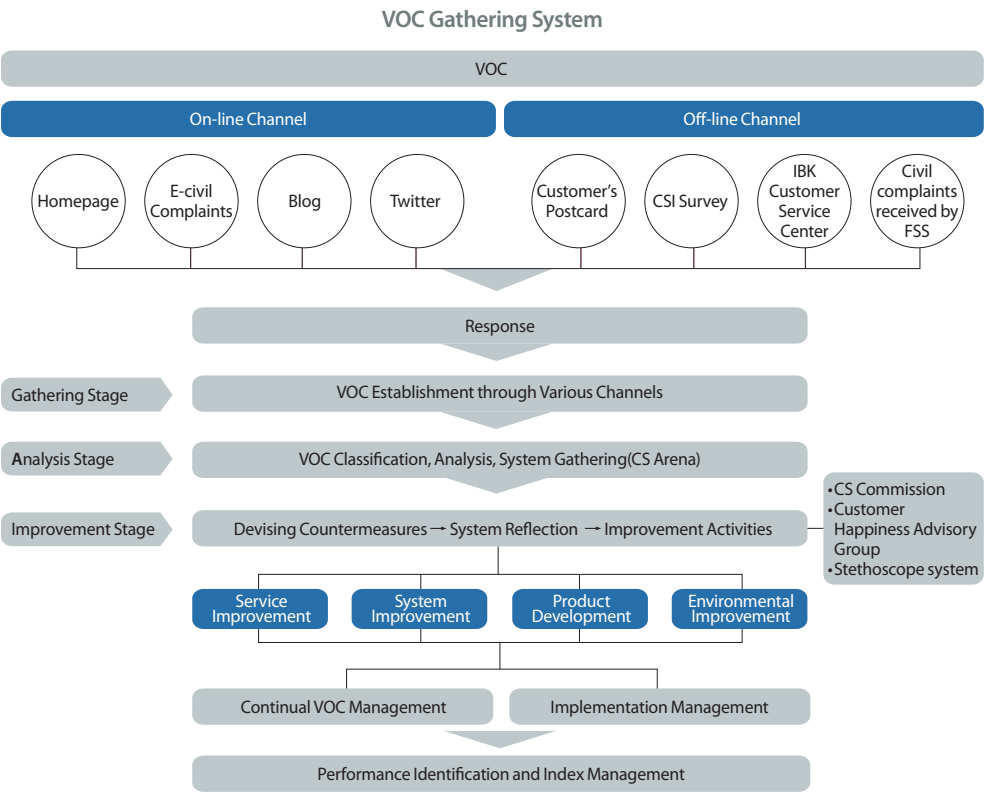 VOC Gathering System
VOC
On-line Channel
Off-line Channel
Homepage
E-civil
Complaints
Blog
Twitter
Customer's
Postcard
CSI Survey
IBK
Customer
Service
Center
Civil
complaints
received by
FSS
Response
Gathering Stage
VOC Establishment through Various Channels
Analysis Stage
VOC Classification, Analysis, System Gathering(CS Arena)
Improvement Stage
Devising Countermeasures → System Reflection → Improvement Activities
•CS Commission
•Customer
Happiness Advisory
Group
•Stethoscope system
Service
Improvement
System
Improvement
Product
Development
Environmental
Improvement
Continual VOC Management
Implementation Management
Performance Identification and Index Management